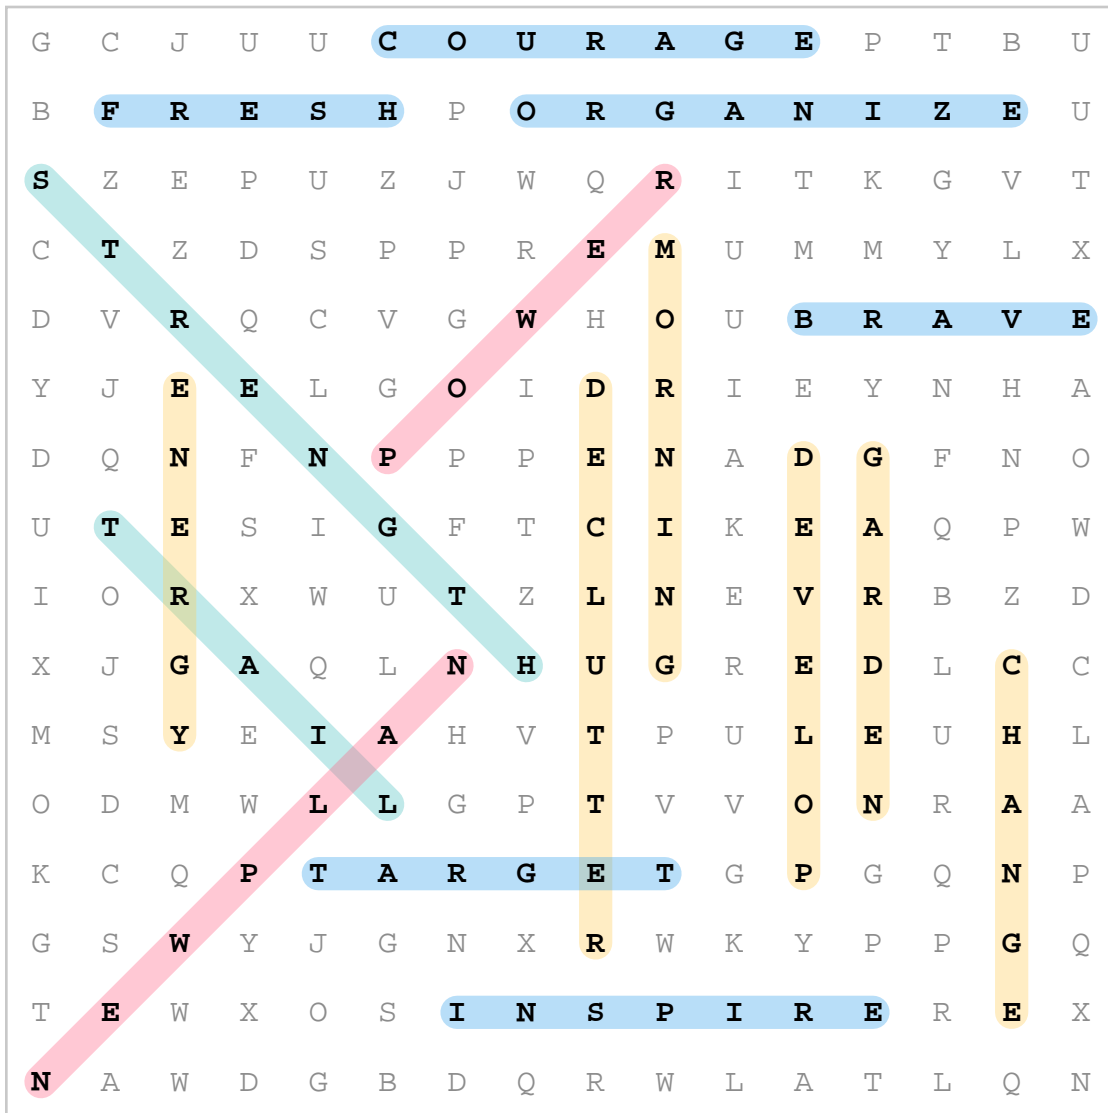 G C J U U C O U R A G E P T B U
B F R E S H P O R G A N I Z E U
S Z E P U Z J W Q R I T K G V T
C T Z D S P P R E M U M M Y L X
D V R Q C V G W H O U B R A V E
Y J E E L G O I D R I E Y N H A
D Q N F N P P P E N A D G F N O
U T E S I G F T C I K E A Q P W
I O R X W U T Z L N E V R B Z D
X J G A Q L N H U G R E D L C C
M S Y E I A H V T P U L E U H L
O D M W L L G P T V V O N R A A
K C Q P T A R G E T G P G Q N P
G S W Y J G N X R W K Y P P G Q
T E W X O S I N S P I R E R E X
N A W D G B D Q R W L A T L Q N